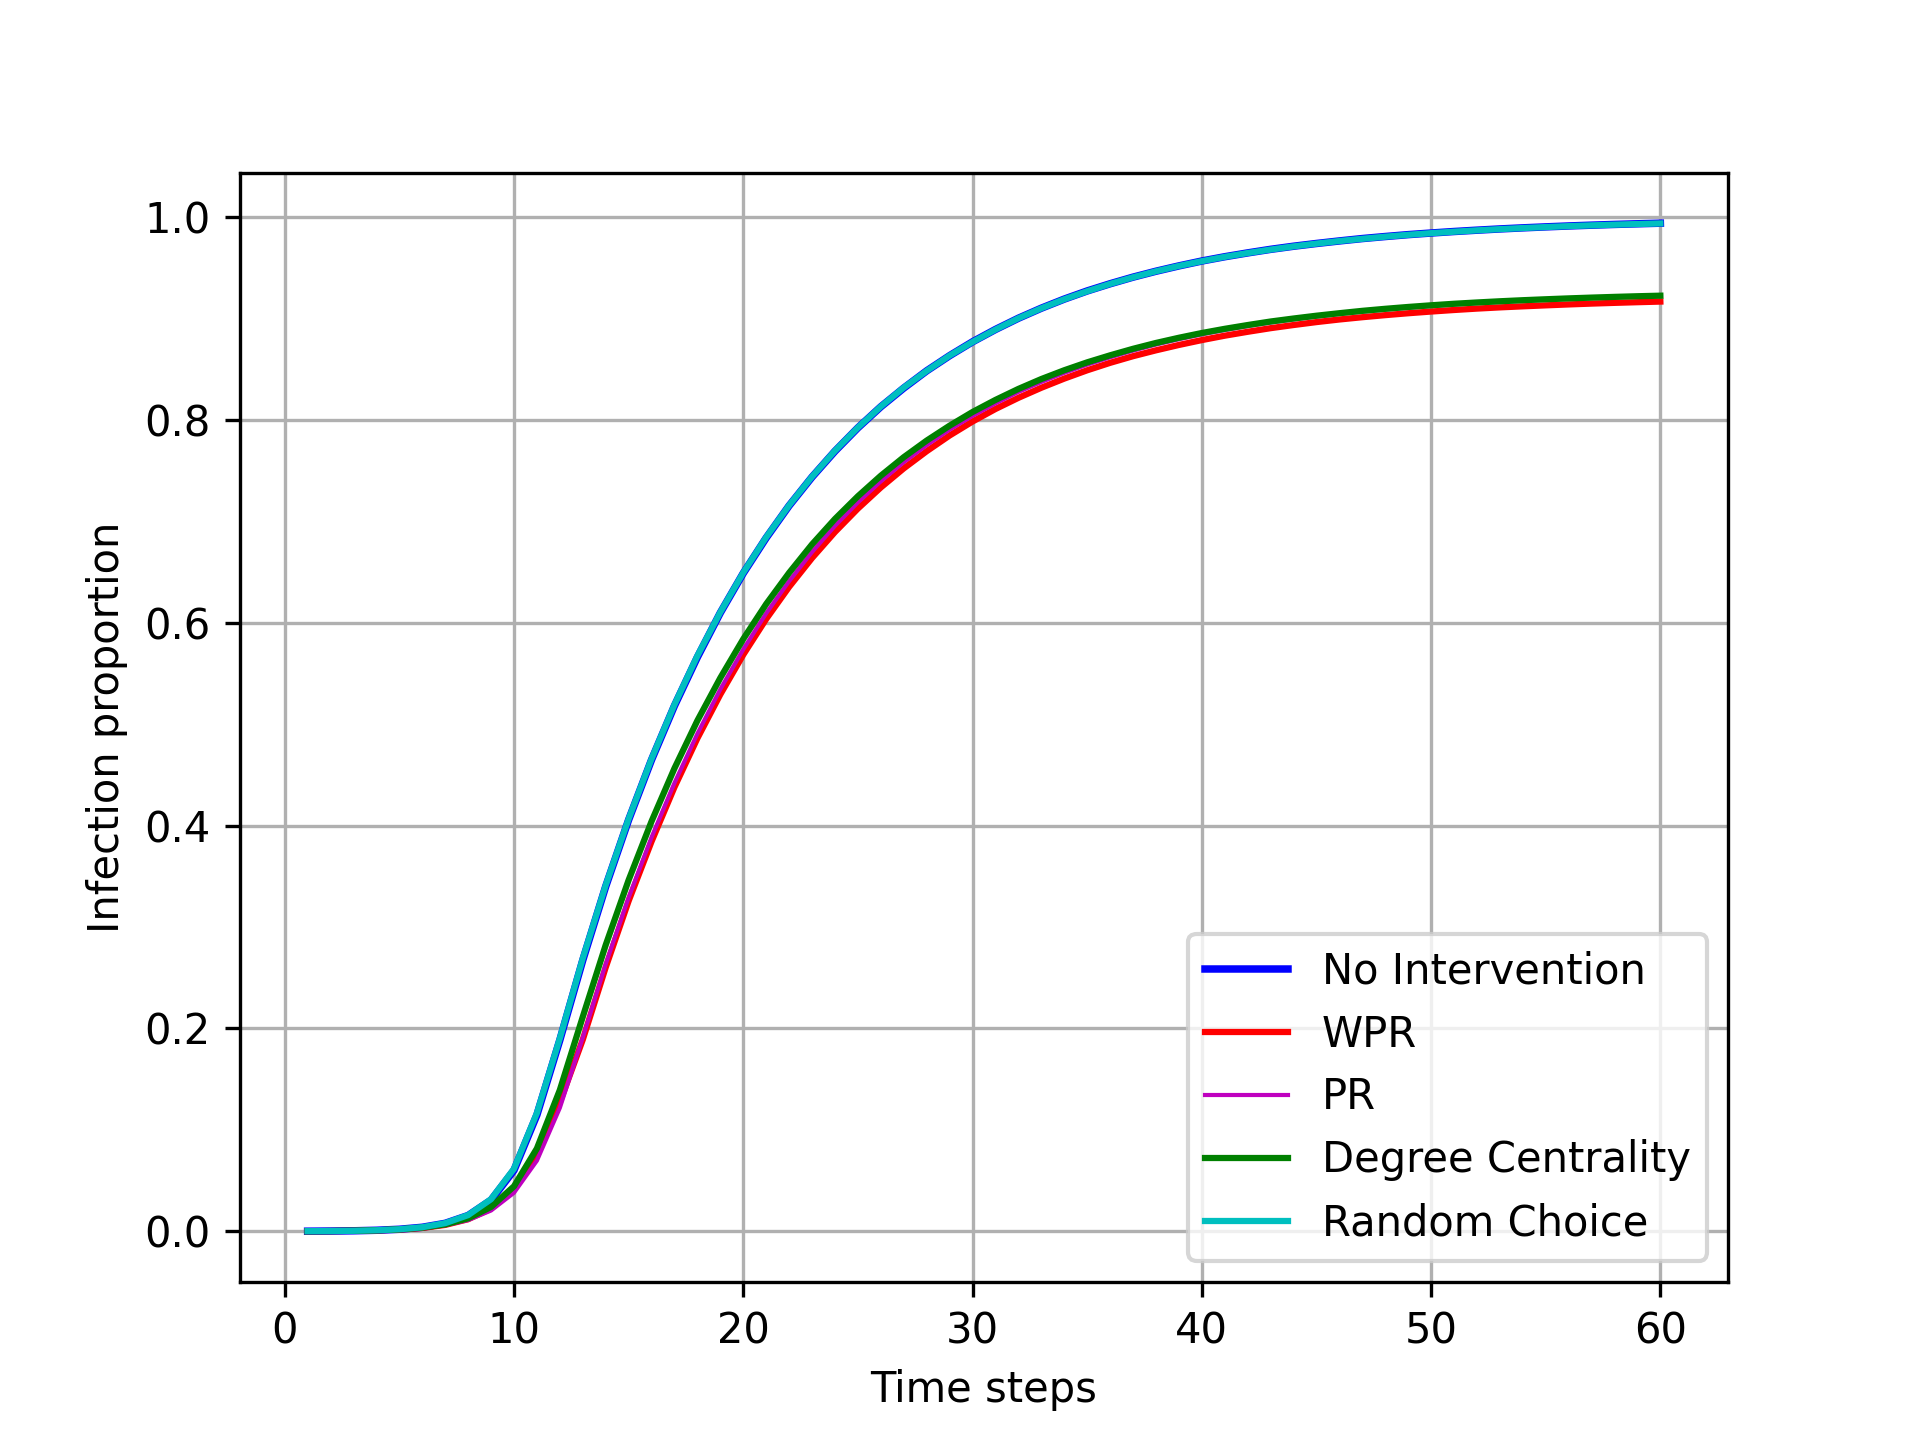 1.0
0.8
0.6
0.4
0.2
0.0
Infection proportion
0 10 20 30 40 50 60
Time steps
No Intervention
WPR
PR
Degree Centrality
Random Choice